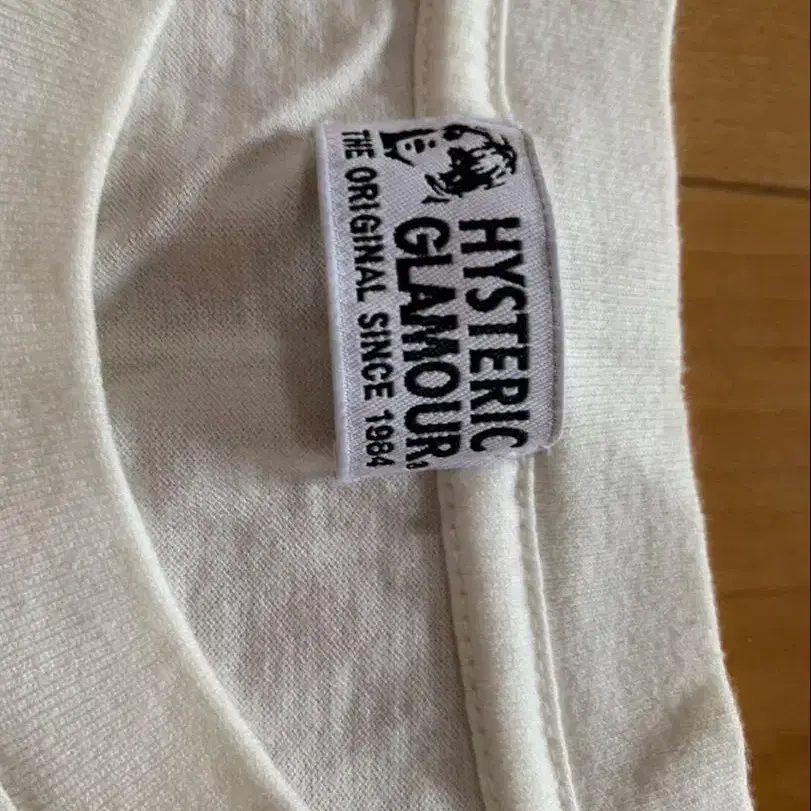 HYSTERIC
GLAMOUR
THE ORIGINAL SINCE 1984